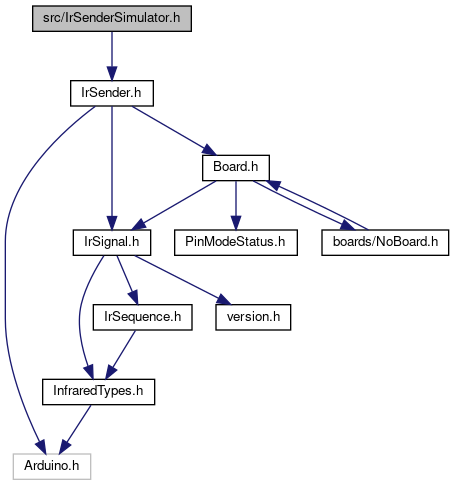 src/IrSenderSimulator.h
IrSender.h
Board.h
IrSignal.h
PinModeStatus.h
boards/NoBoard.h
IrSequence.h
version.h
InfraredTypes.h
Arduino.h